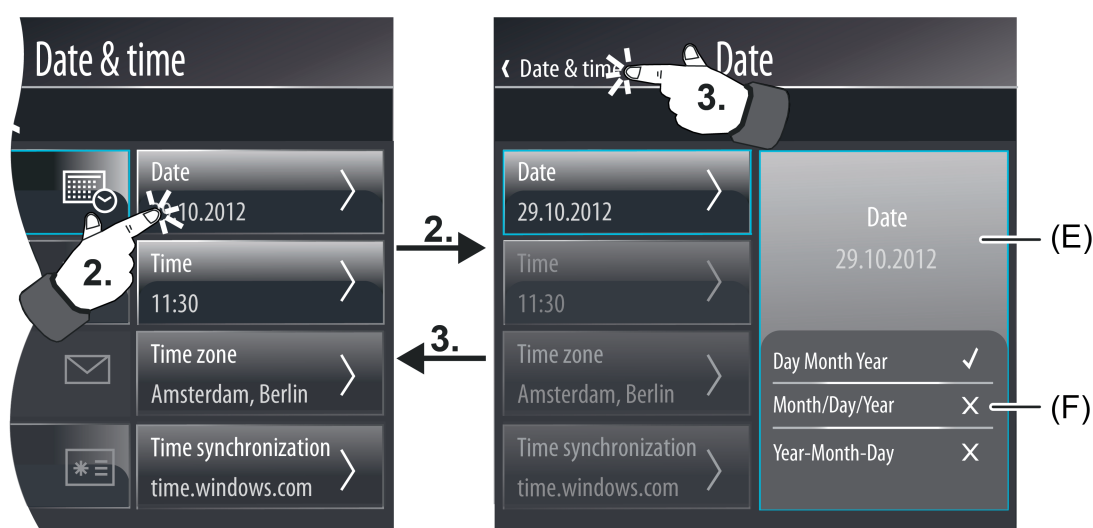 Date & time
Date
.10.2012
2.
Time
11:30
Time zone
Amsterdam, Berlin
Time synchronization
time.windows.com
2.
3.
Date & time
Date
3.
Date
29.10.2012
Time
11:30
Time zone
Amsterdam, Berlin
Time synchronization
time.windows.com
Date
29.10.2012
(E)
Day Month Year
Month/Day/Year
(F)
Year-Month-Day